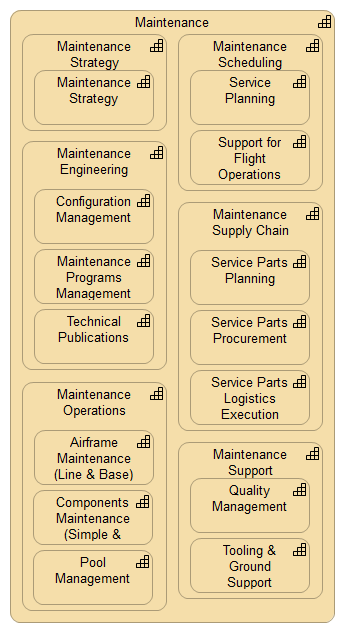 Maintenance
Maintenance
Strategy
Maintenance
Strategy
Maintenance
Engineering
Configuration
Management
Maintenance
Programs
Management
Technical
Publications
Maintenance
Operations
Airframe
Maintenance
(Line & Base)
Components
Maintenance
(Simple &
Pool
Management
Maintenance
Scheduling
Service
Planning
Support for
Flight
Operations
Maintenance
Supply Chain
Service Parts
Planning
Service Parts
Procurement
Service Parts
Logistics
Execution
Maintenance
Support
Quality
Management
Tooling &
Ground
Support